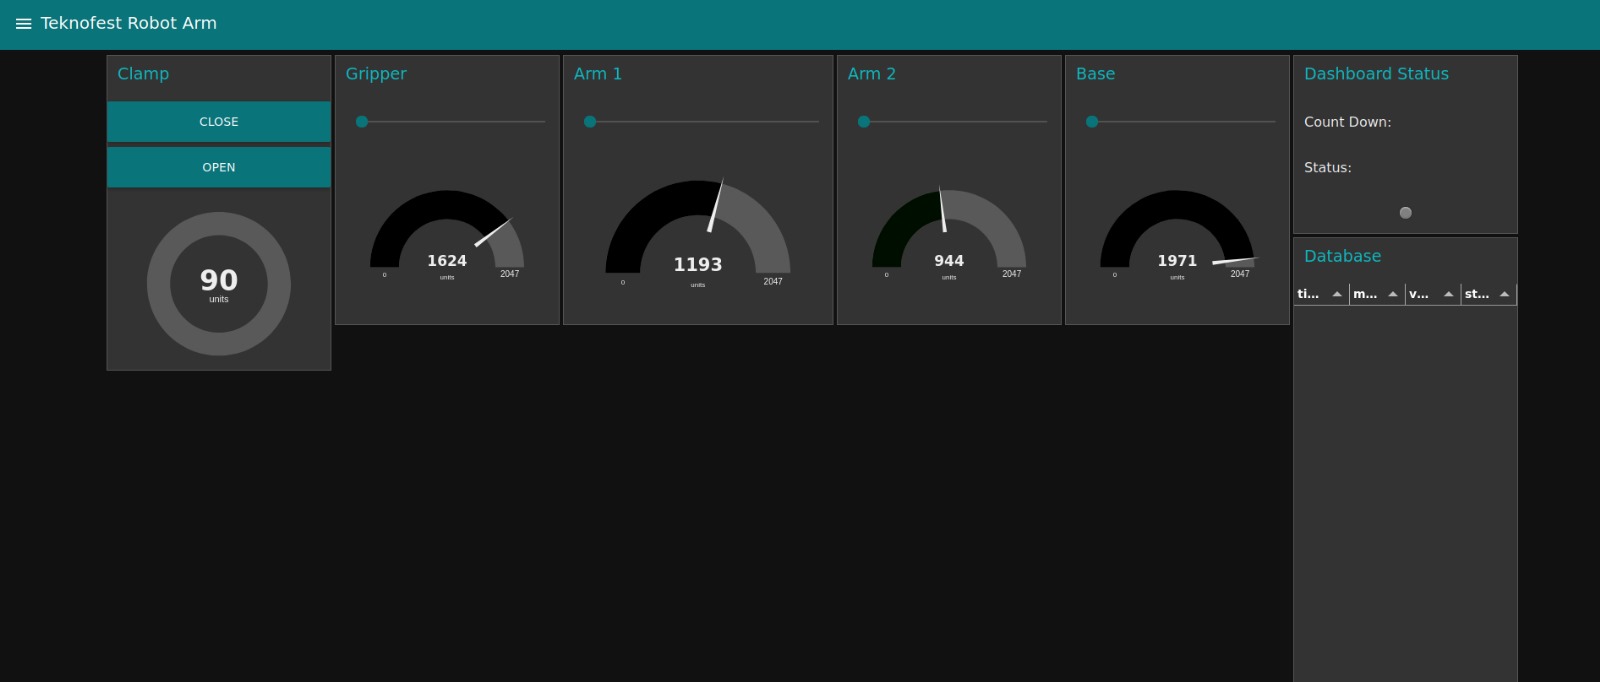 Teknofest Robot Arm
Clamp
CLOSE
OPEN
90
units
Gripper
1624
units
0
2047
Arm 1
1193
units
0
2047
Arm 2
944
units
0
2047
Base
1971
units
0
2047
Dashboard Status
Count Down:
Status:
Database
ti... m... v... st...